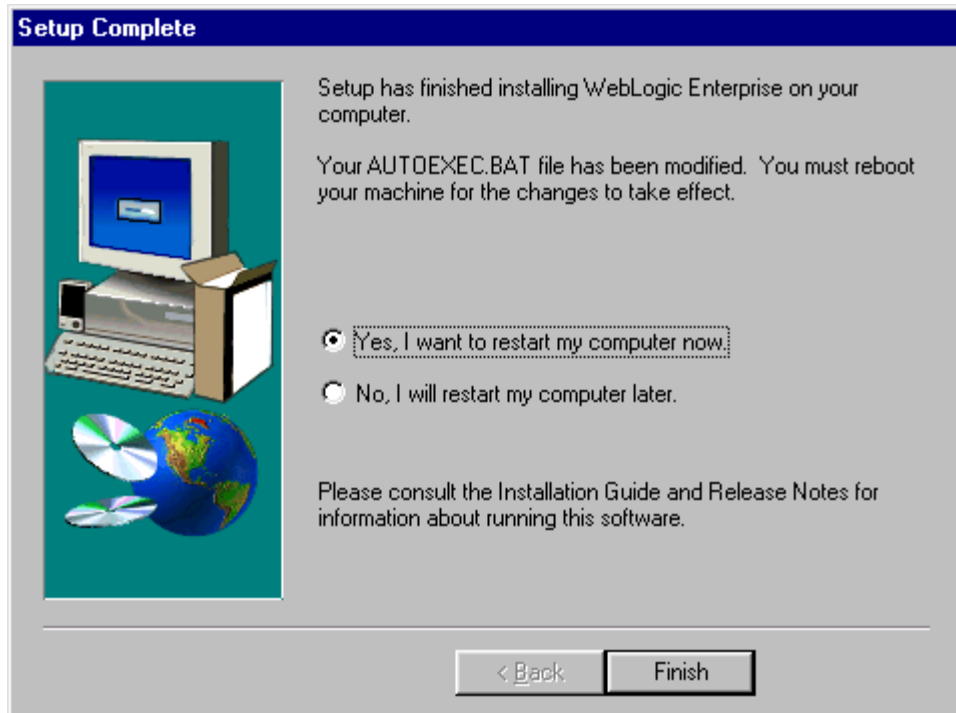 Setup Complete
Setup has finished installing WebLogic Enterprise on your
computer.
Your AUTOEXEC.BAT file has been modified.  You must reboot
your machine for the changes to take effect.
Yes, I want to restart my computer now.
No, I will restart my computer later.
Please consult the Installation Guide and Release Notes for
information about running this software.
< Back
Finish